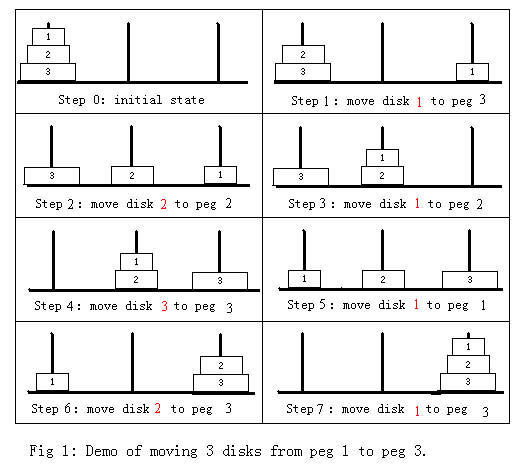 1
2
3
Step 0: initial state
2
3
1
Step 1: move disk 1 to peg 3
3
2
1
Step 2: move disk 2 to peg 2
3
1
2
Step 3: move disk 1 to peg 2
1
2
3
Step 4: move disk 3 to peg 3
1
2
3
Step 5: move disk 1 to peg 1
1
2
3
Step 6: move disk 2 to peg 3
1
2
3
Step 7: move disk 1 to peg 3
Fig 1: Demo of moving 3 disks from peg 1 to peg 3.